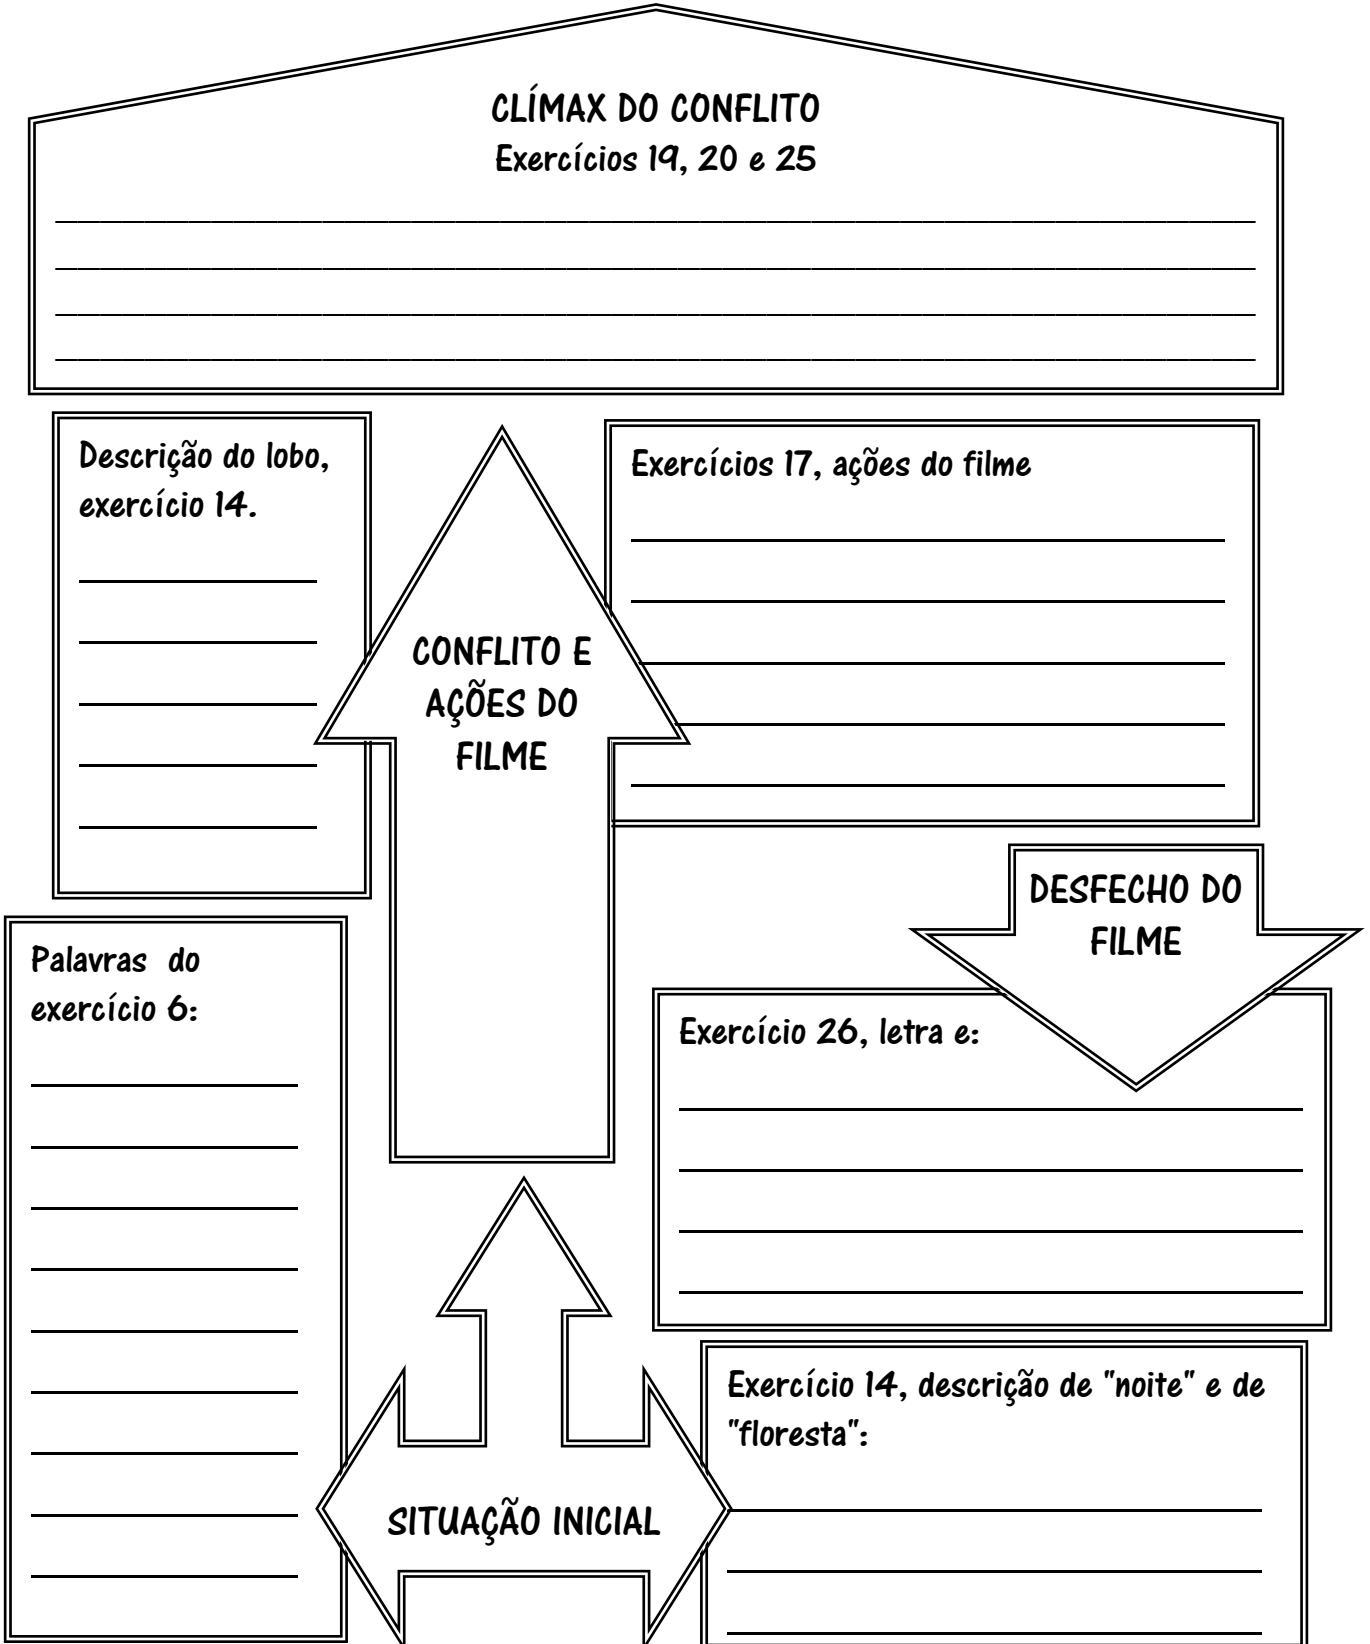 CLÍMAX DO CONFLITO
Exercícios 19, 20 e 25
Descrição do lobo,
exercício 14.
Exercícios 17, ações do filme
CONFLITO E
AÇÕES DO
FILME
DESFECHO DO
FILME
Palavras do
exercício 6:
Exercício 26, letra e:
Exercício 14, descrição de "noite" e de
"floresta":
SITUAÇÃO INICIAL